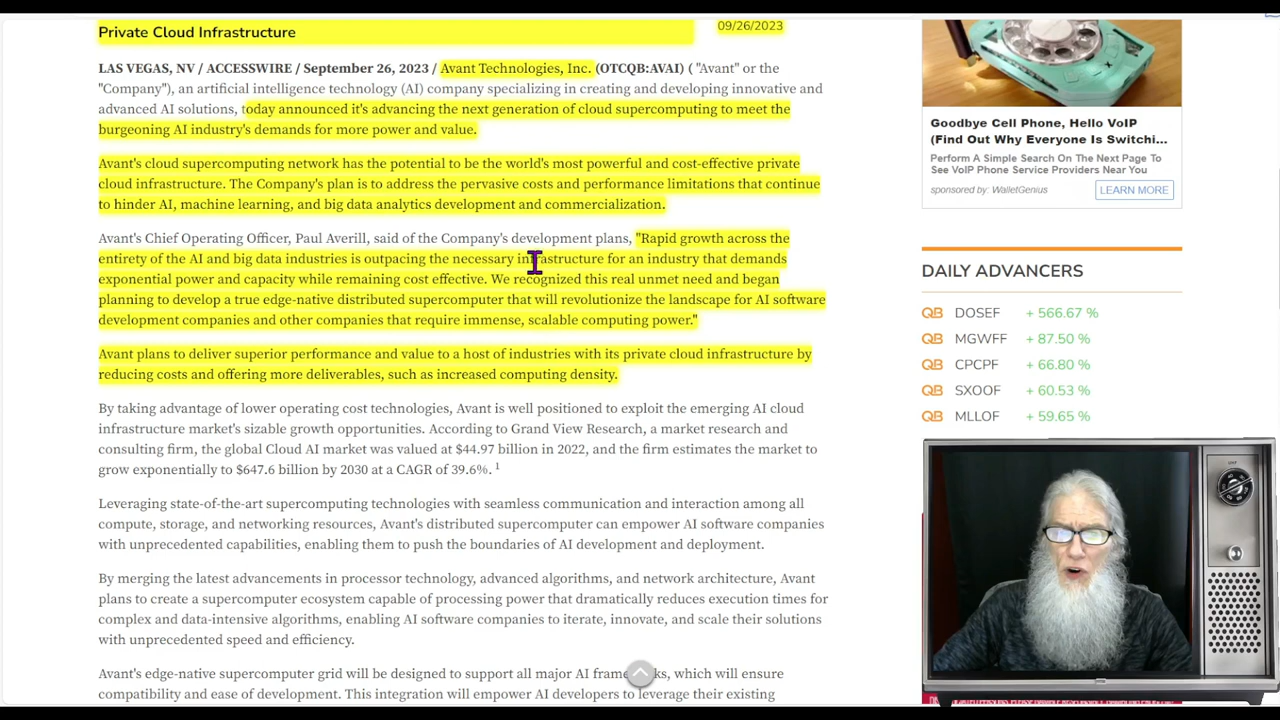 Private Cloud Infrastructure
09/26/2023
LAS VEGAS, NV / ACCESSWIRE / September 26, 2023 / Avant Technologies, Inc. (OTCQB:AVAI) ( "Avant" or the
"Company"), an artificial intelligence technology (AI) company specializing in creating and developing innovative and
advanced AI solutions, today announced it's advancing the next generation of cloud supercomputing to meet the
burgeoning AI industry's demands for more power and value.
Avant's cloud supercomputing network has the potential to be the world's most powerful and cost-effective private
cloud infrastructure. The Company's plan is to address the pervasive costs and performance limitations that continue
to hinder AI, machine learning, and big data analytics development and commercialization.
Avant's Chief Operating Officer, Paul Averill, said of the Company's development plans, "Rapid growth across the
entirety of the AI and big data industries is outpacing the necessary infrastructure for an industry that demands
exponential power and capacity while remaining cost effective. We recognized this real unmet need and began
planning to develop a true edge-native distributed supercomputer that will revolutionize the landscape for AI software
development companies and other companies that require immense, scalable computing power."
Avant plans to deliver superior performance and value to a host of industries with its private cloud infrastructure by
reducing costs and offering more deliverables, such as increased computing density.
By taking advantage of lower operating cost technologies, Avant is well positioned to exploit the emerging AI cloud
infrastructure market's sizable growth opportunities. According to Grand View Research, a market research and
consulting firm, the global Cloud AI market was valued at $44.97 billion in 2022, and the firm estimates the market to
grow exponentially to $647.6 billion by 2030 at a CAGR of 39.6%. 1
Leveraging state-of-the-art supercomputing technologies with seamless communication and interaction among all
compute, storage, and networking resources, Avant's distributed supercomputer can empower AI software companies
with unprecedented capabilities, enabling them to push the boundaries of AI development and deployment.
By merging the latest advancements in processor technology, advanced algorithms, and network architecture, Avant
plans to create a supercomputer ecosystem capable of processing power that dramatically reduces execution times for
complex and data-intensive algorithms, enabling AI software companies to iterate, innovate, and scale their solutions
with unprecedented speed and efficiency.
Avant's edge-native supercomputer grid will be designed to support all major AI frameworks, which will ensure
compatibility and ease of development. This integration will empower AI developers to leverage their existing
Goodbye Cell Phone, Hello VoIP
(Find Out Why Everyone Is Switchi...
Perform A Simple Search On The Next Page To
See VoIP Phone Service Providers Near You
sponsored by: WalletGenius
LEARN MORE
DAILY ADVANCERS
QB DOSEF + 566.67 %
QB MGWFF + 87.50 %
QB CPCPF + 66.80 %
QB SXOOF + 60.53 %
QB MLLOF + 59.65 %